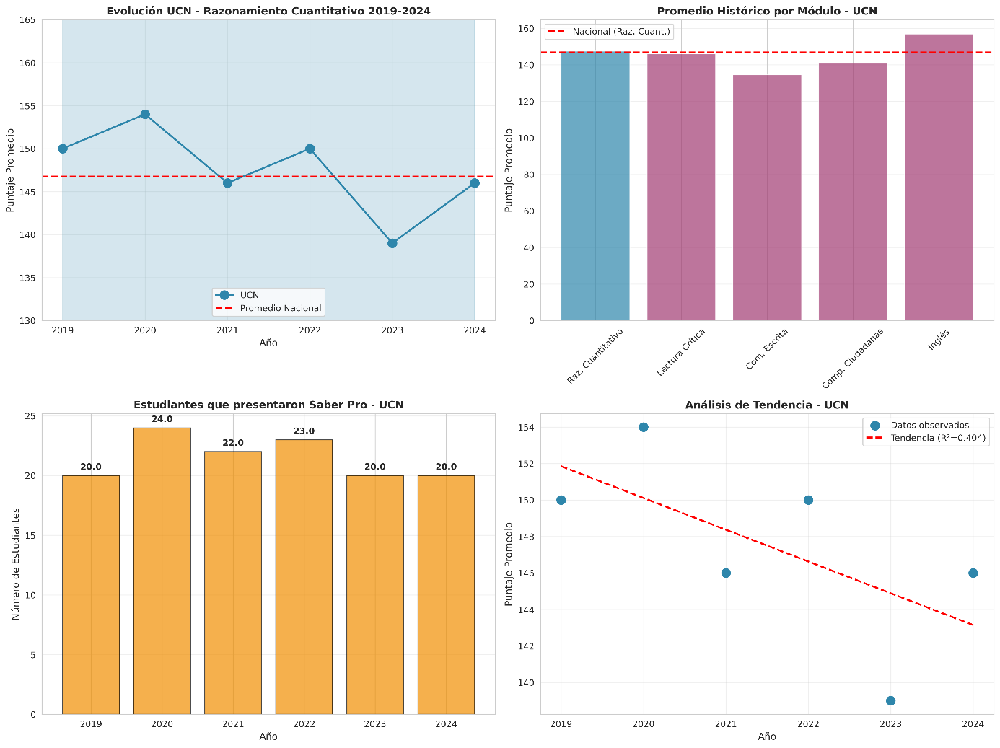 Evolución UCN - Razonamiento Cuantitativo 2019-2024
165
160
155
150
145
140
135
130
Puntaje Promedio
UCN
Promedio Nacional
2019 2020 2021 2022 2023 2024
Año
Promedio Histórico por Módulo - UCN
Nacional (Raz. Cuant.)
160
140
120
100
80
60
40
20
0
Puntaje Promedio
Raz. Cuantitativo
Lectura Crítica
Com. Escrita
Comp. Ciudadanas
Inglés
Estudiantes que presentaron Saber Pro - UCN
25
20
15
10
5
0
Número de Estudiantes
20.0 24.0 22.0 23.0 20.0 20.0
2019 2020 2021 2022 2023 2024
Año
Análisis de Tendencia - UCN
Datos observados
Tendencia (R²=0.404)
154
152
150
148
146
144
142
140
Puntaje Promedio
2019 2020 2021 2022 2023 2024
Año